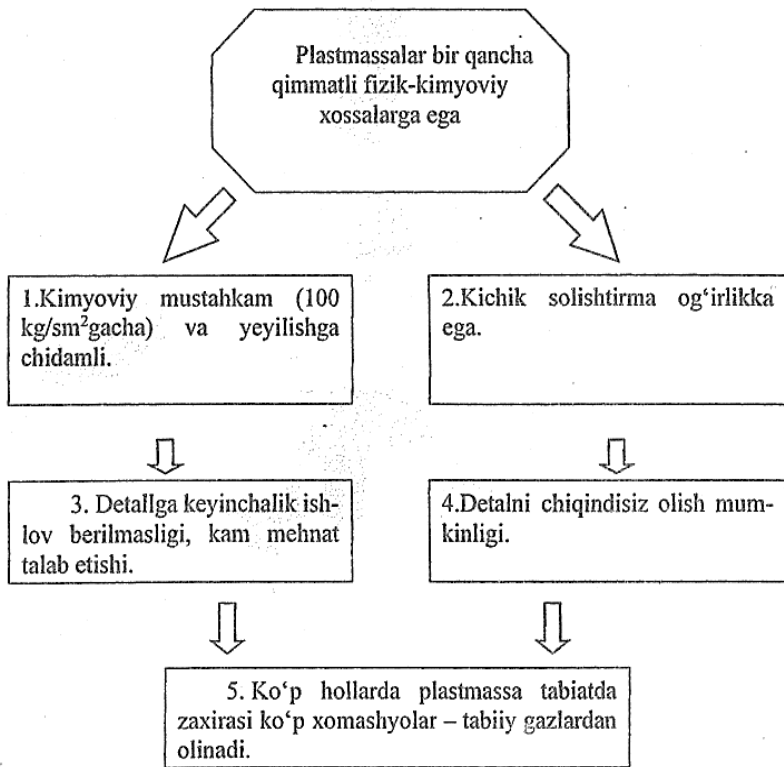 Plastmassalar bir qancha
qimmatli fizik-kimyoviy
xossalarga ega
1.Kimyoviy mustahkam (100
kg/sm²gacha) va yeyilishga
chidamli.
2.Kichik solishtirma og‘irlikka
ega.
3. Detallga keyinchalik ish-
lov berilmasligi, kam mehnat
talab etishi.
4.Detalni chiqindisiz olish mum-
kinligi.
5. Ko‘p hollarda plastmassa tabiatda
zaxirasi ko‘p xomashyolar – tabiiy gazlardan
olinadi.